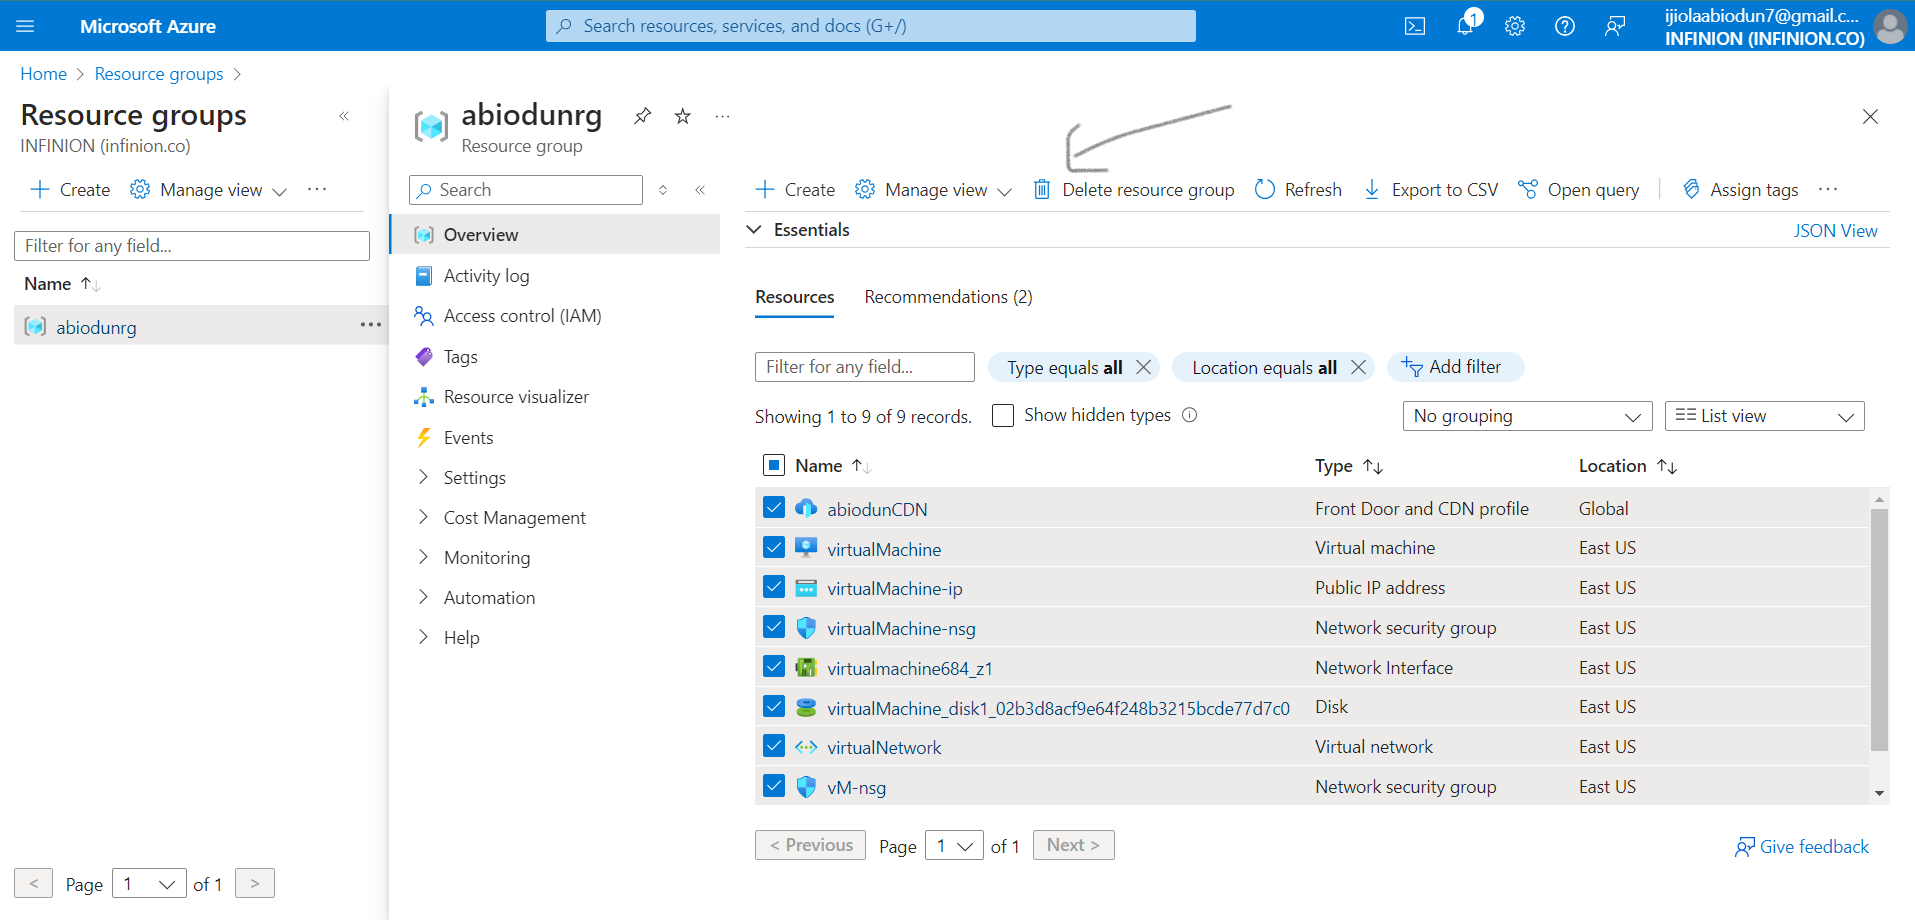 Microsoft Azure
Search resources, services, and docs (G+/)
1
ijiolaabiodun7@gmail.c...
INFINION (INFINION.CO)
Home > Resource groups >
Resource groups
INFINION (infinion.co)
Create Manage view ...
Filter for any field...
Name
abiodunrg ...
< Page 1 of 1 >
abiodunrg ...
Resource group
Search
Overview
Activity log
Access control (IAM)
Tags
Resource visualizer
Events
Settings
Cost Management
Monitoring
Automation
Help
Create Manage view Delete resource group Refresh Export to CSV Open query Assign tags ...
Essentials JSON View
Resources Recommendations (2)
Filter for any field... Type equals all Location equals all Add filter
Showing 1 to 9 of 9 records. Show hidden types No grouping List view
Name Type Location
abiodunCDN Front Door and CDN profile Global
virtualMachine Virtual machine East US
virtualMachine-ip Public IP address East US
virtualMachine-nsg Network security group East US
virtualmachine684_z1 Network Interface East US
virtualMachine_disk1_02b3d8acf9e64f248b3215bcde77d7c0 Disk East US
virtualNetwork Virtual network East US
vM-nsg Network security group East US
< Previous Page 1 of 1 Next > Give feedback